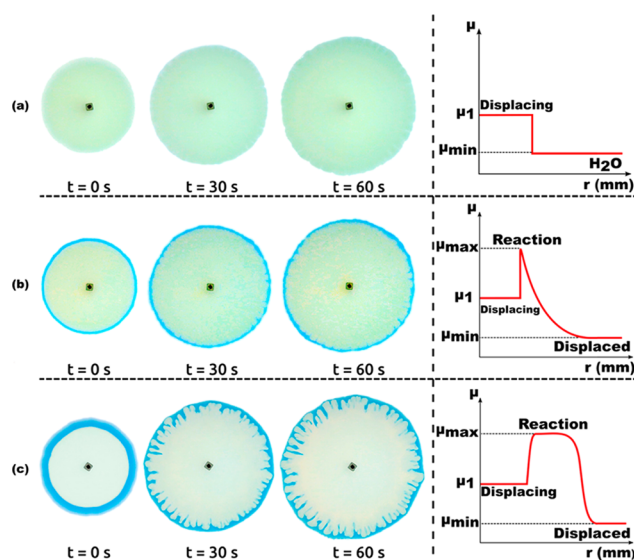 μ
(a)
μ1
Displacing
μmin
H2O
r (mm)
t = 0 s
t = 30 s
t = 60 s
μ
μmax
Reaction
(b)
μ1
Displacing
μmin
Displaced
r (mm)
t = 0 s
t = 30 s
t = 60 s
μ
μmax
Reaction
(c)
μ1
Displacing
μmin
Displaced
r (mm)
t = 0 s
t = 30 s
t = 60 s